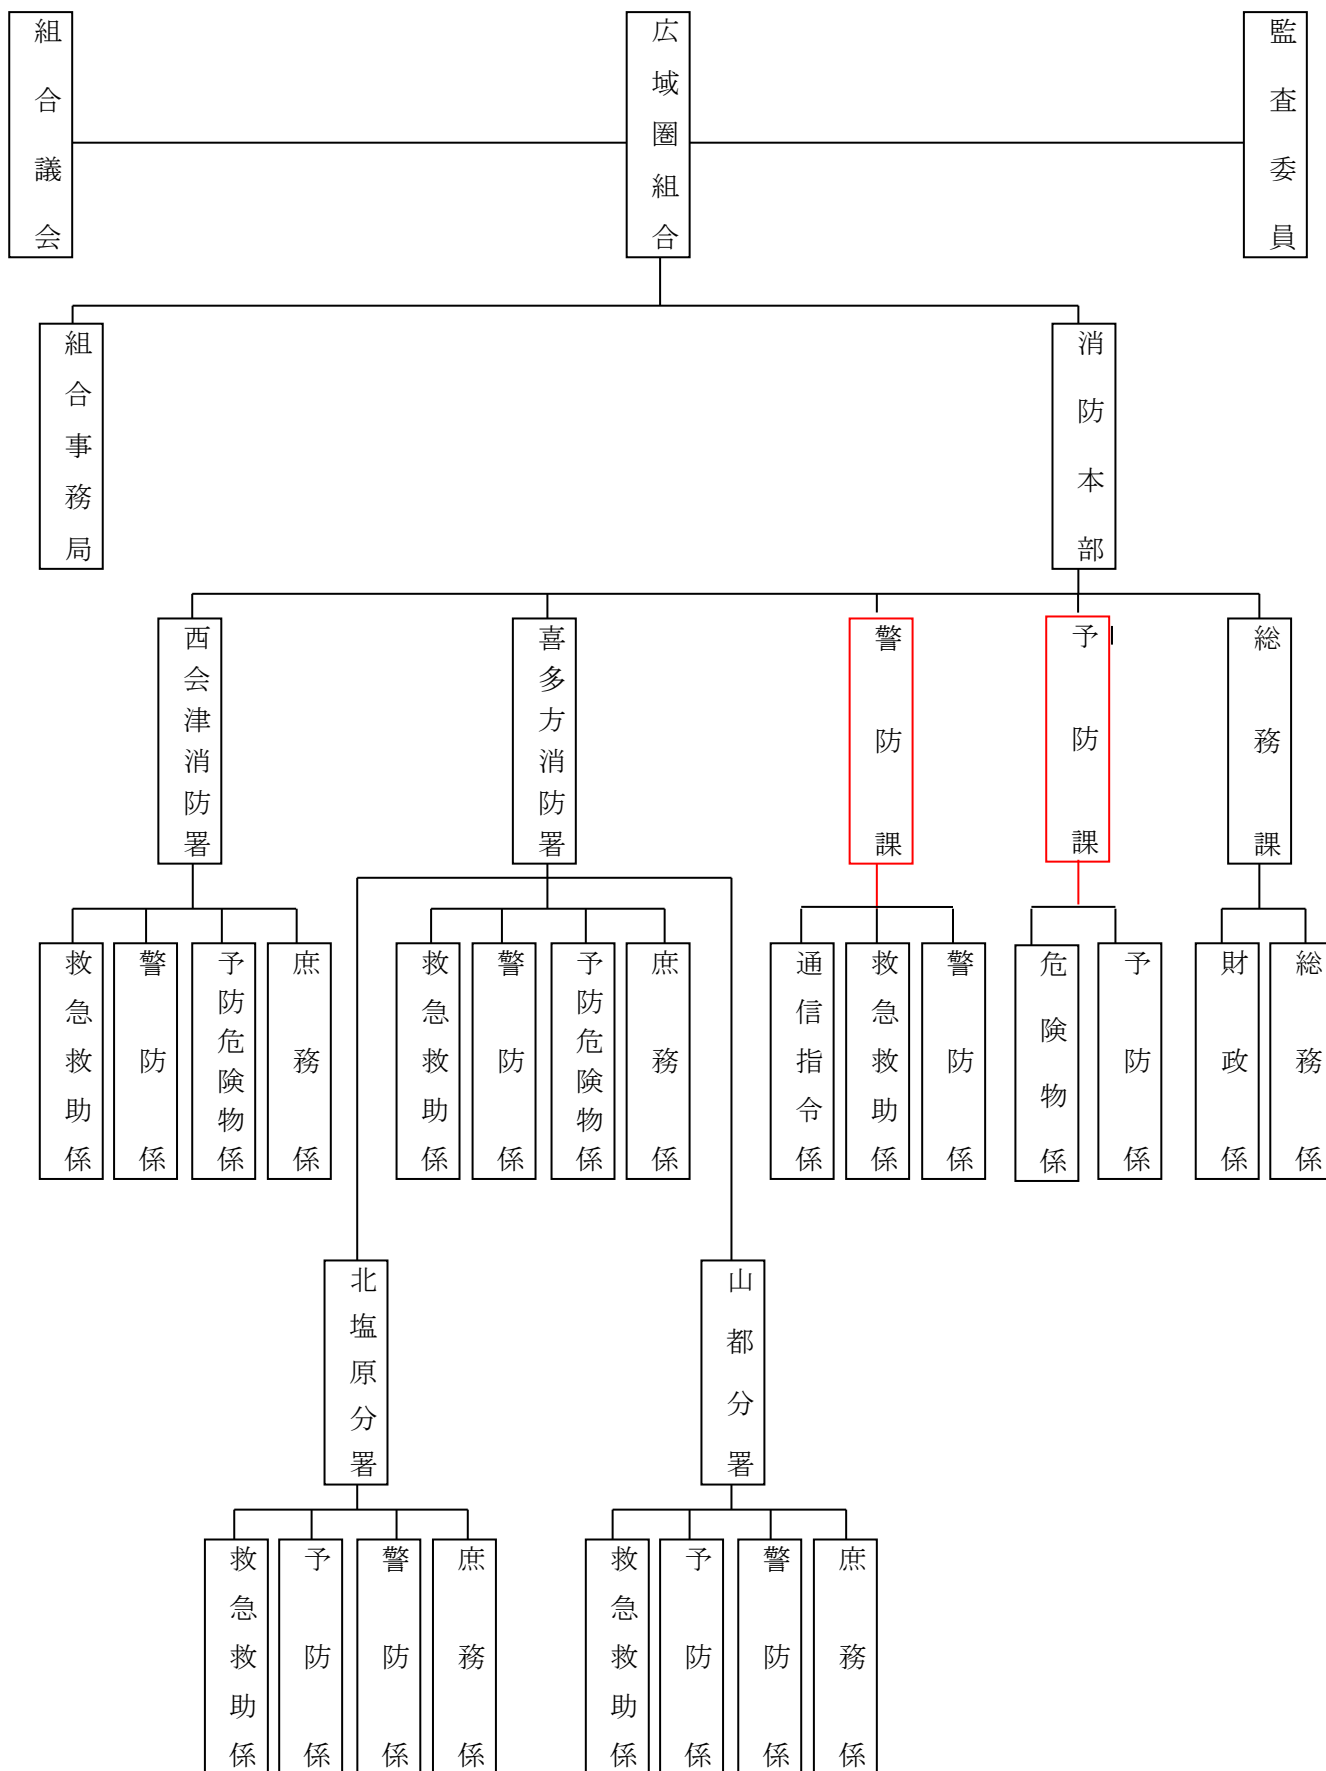 監査委員
広域圏組合
組合議会
消防本部
組合事務局
総務課
予防課
警防課
喜多方消防署
西会津消防署
総務係
財政係
予防係
危険物係
警防係
救急救助係
通信指令係
庶務係
予防危険物係
警防係
救急救助係
庶務係
予防危険物係
警防係
救急救助係
山都分署
北塩原分署
庶務係
警防係
予防係
救急救助係
庶務係
警防係
予防係
救急救助係